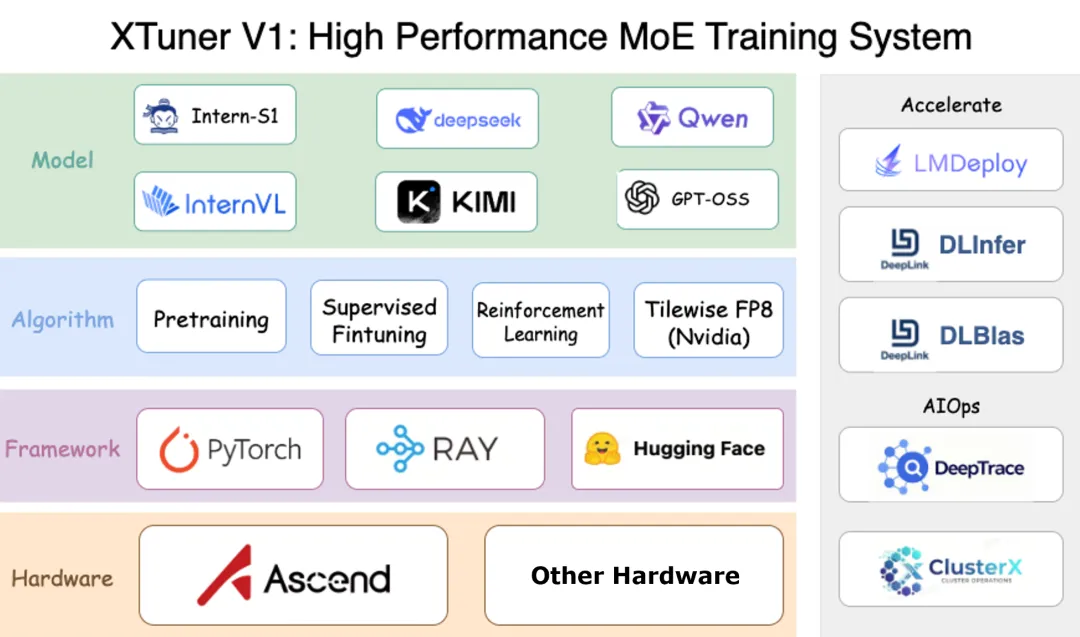 XTuner V1: High Performance MoE Training System
Model
Intern-S1
deepseek
Qwen
InternVL
KIMI
GPT-OSS
Algorithm
Pretraining
Supervised
Fintuning
Reinforcement
Learning
Tilewise FP8
(Nvidia)
Framework
PyTorch
RAY
Hugging Face
Hardware
Ascend
Other Hardware
Accelerate
LMDeploy
DeepLink
DLInfer
DeepLink
DLBlas
AIOps
DeepTrace
ClusterX
CLUSTER OPERATIONS